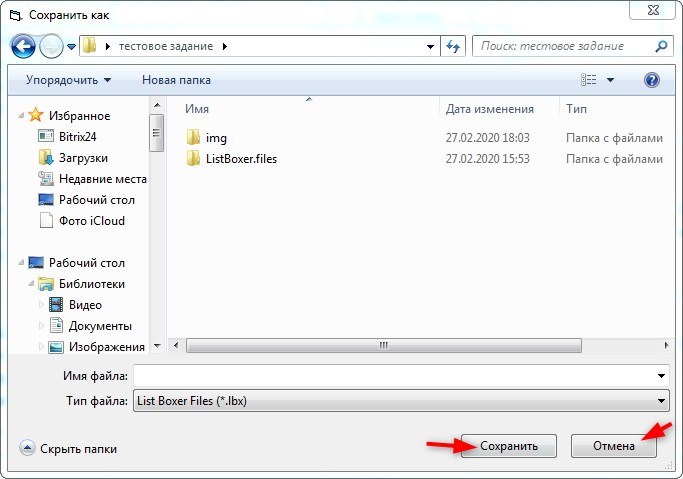 Сохранить как
тестовое задание
Поиск: тестовое задание
Упорядочить
Новая папка
Избранное
Bitrix24
Загрузки
Недавние места
Рабочий стол
Фото iCloud
Рабочий стол
Библиотеки
Видео
Документы
Изображения
Имя Дата изменения Тип
img 27.02.2020 18:03 Папка с файлами
ListBoxer.files 27.02.2020 15:53 Папка с файлами
Имя файла:
Тип файла: List Boxer Files (*.lbx)
Скрыть папки
Сохранить
Отмена